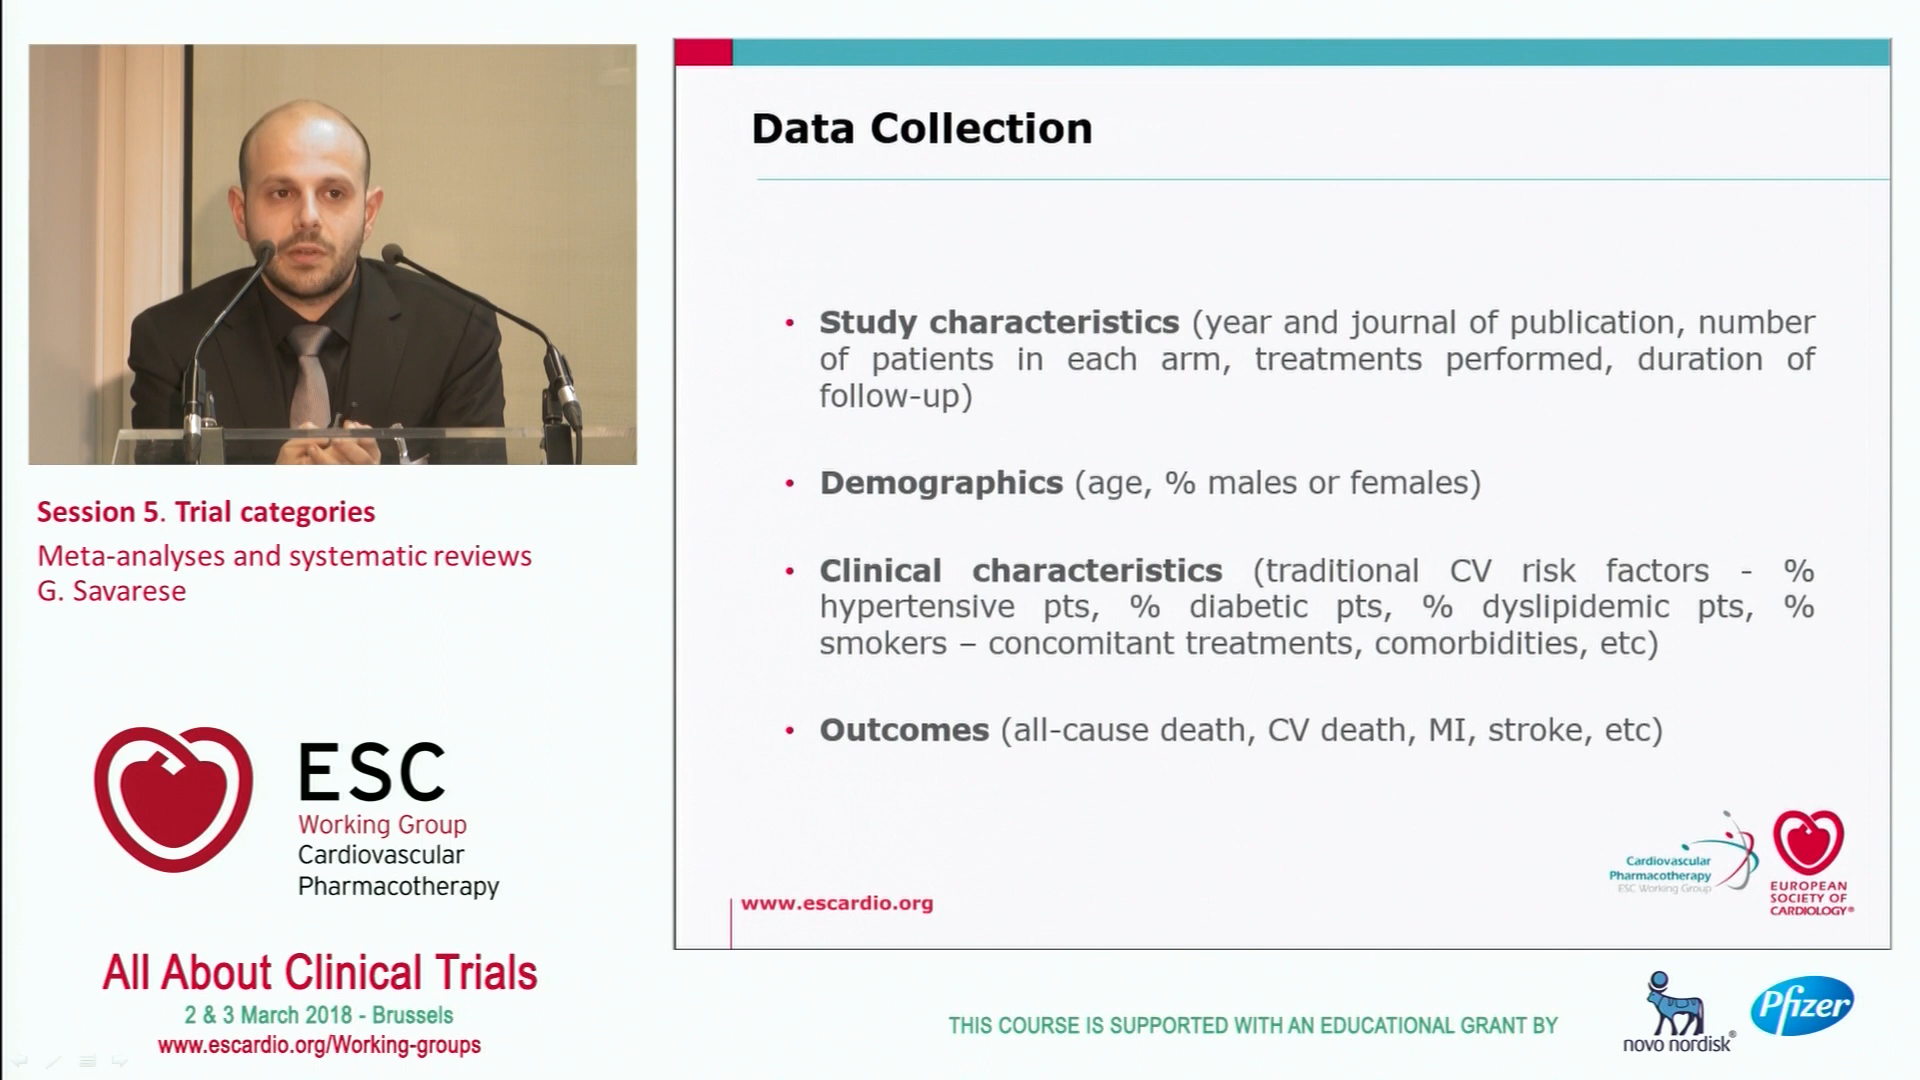 Data Collection
• Study characteristics (year and journal of publication, number
of patients in each arm, treatments performed, duration of
follow-up)
• Demographics (age, % males or females)
• Clinical characteristics (traditional CV risk factors - %
hypertensive pts, % diabetic pts, % dyslipidemic pts, %
smokers – concomitant treatments, comorbidities, etc)
• Outcomes (all-cause death, CV death, MI, stroke, etc)
www.escardio.org
Cardiovascular
Pharmacotherapy
ESC Working Group
EUROPEAN
SOCIETY OF
CARDIOLOGY®
Session 5. Trial categories
Meta-analyses and systematic reviews
G. Savarese
ESC
Working Group
Cardiovascular
Pharmacotherapy
All About Clinical Trials
2 & 3 March 2018 - Brussels
www.escardio.org/Working-groups
THIS COURSE IS SUPPORTED WITH AN EDUCATIONAL GRANT BY
novo nordisk®
Pfizer